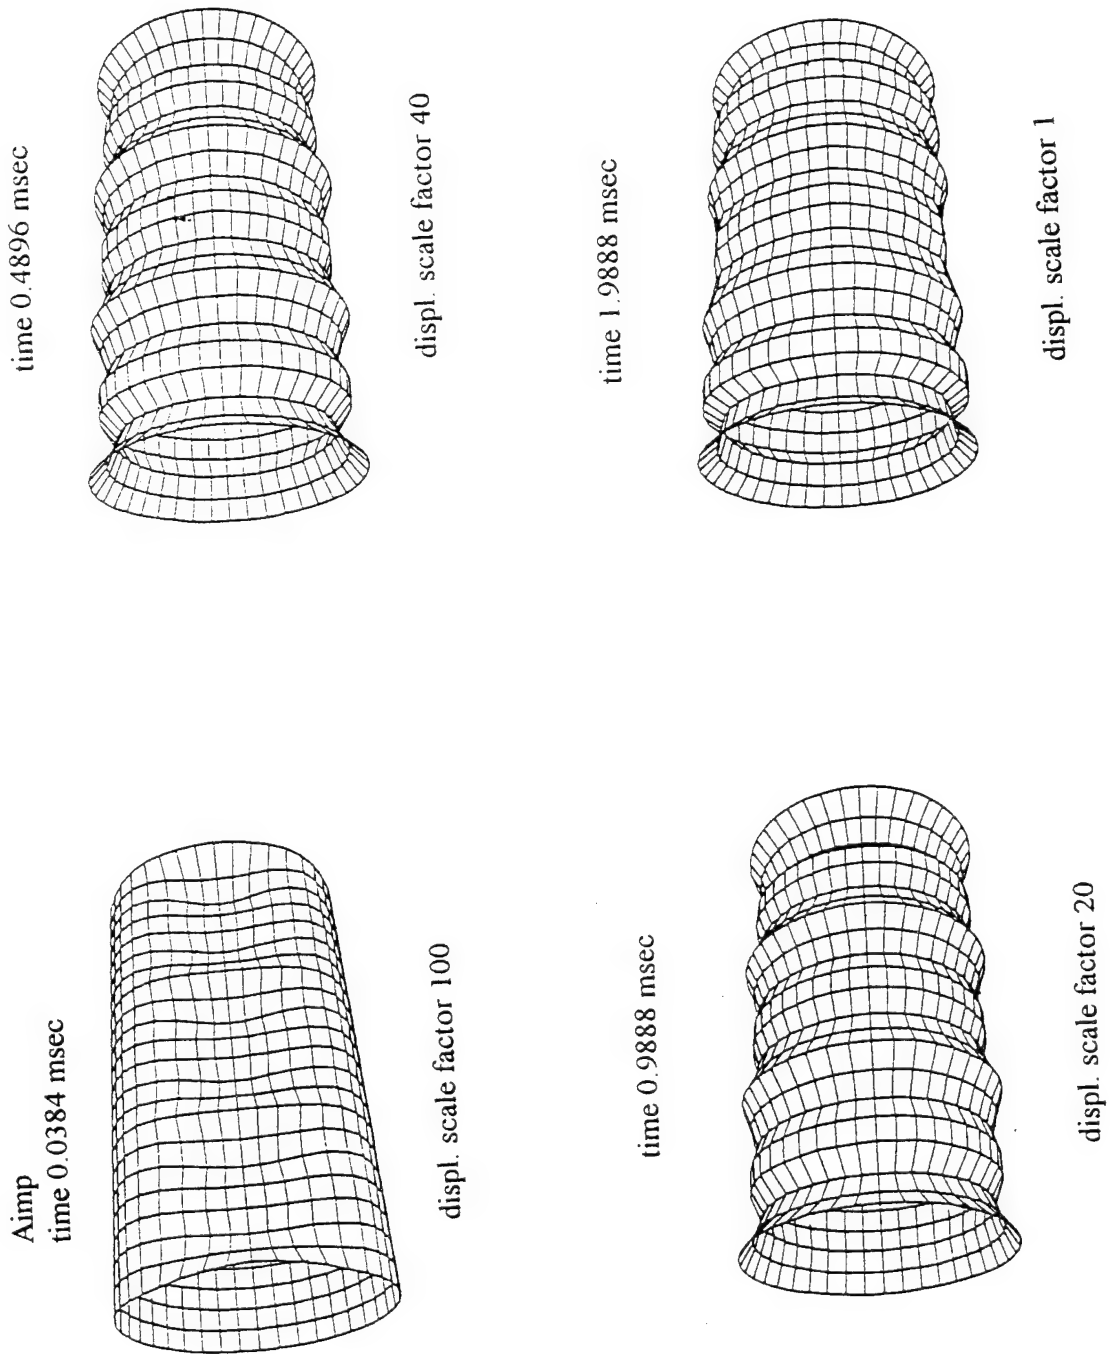 Aimp
time 0.0384 msec
displ. scale factor 100
time 0.4896 msec
displ. scale factor 40
time 0.9888 msec
displ. scale factor 20
time 1.9888 msec
displ. scale factor 1